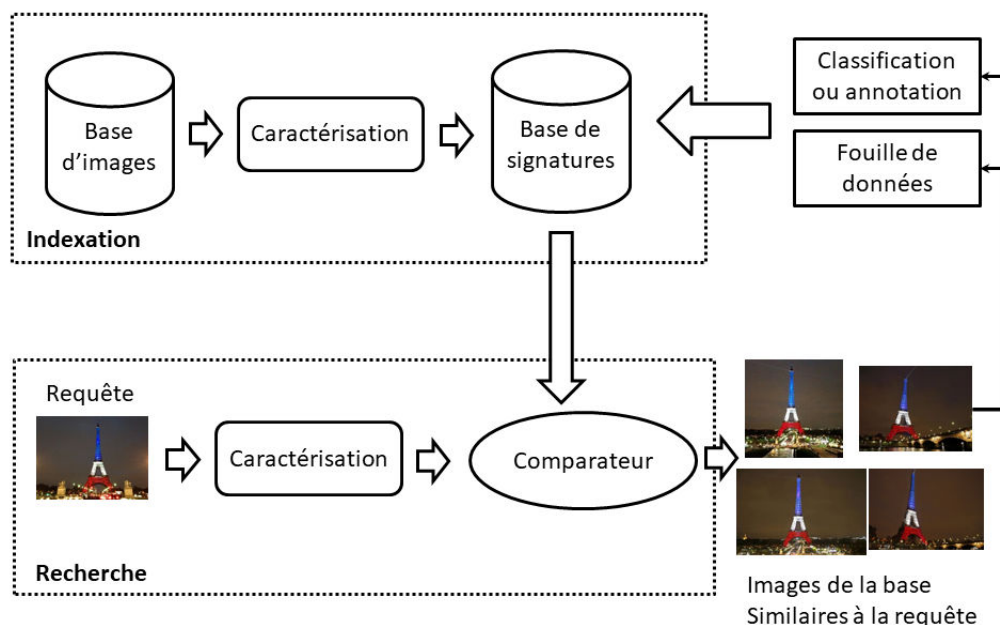 Base
d'images
Caractérisation
Base de
signatures
Classification
ou annotation
Fouille de
données
Indexation
Requête
Caractérisation
Comparateur
Recherche
Images de la base
Similaires à la requête